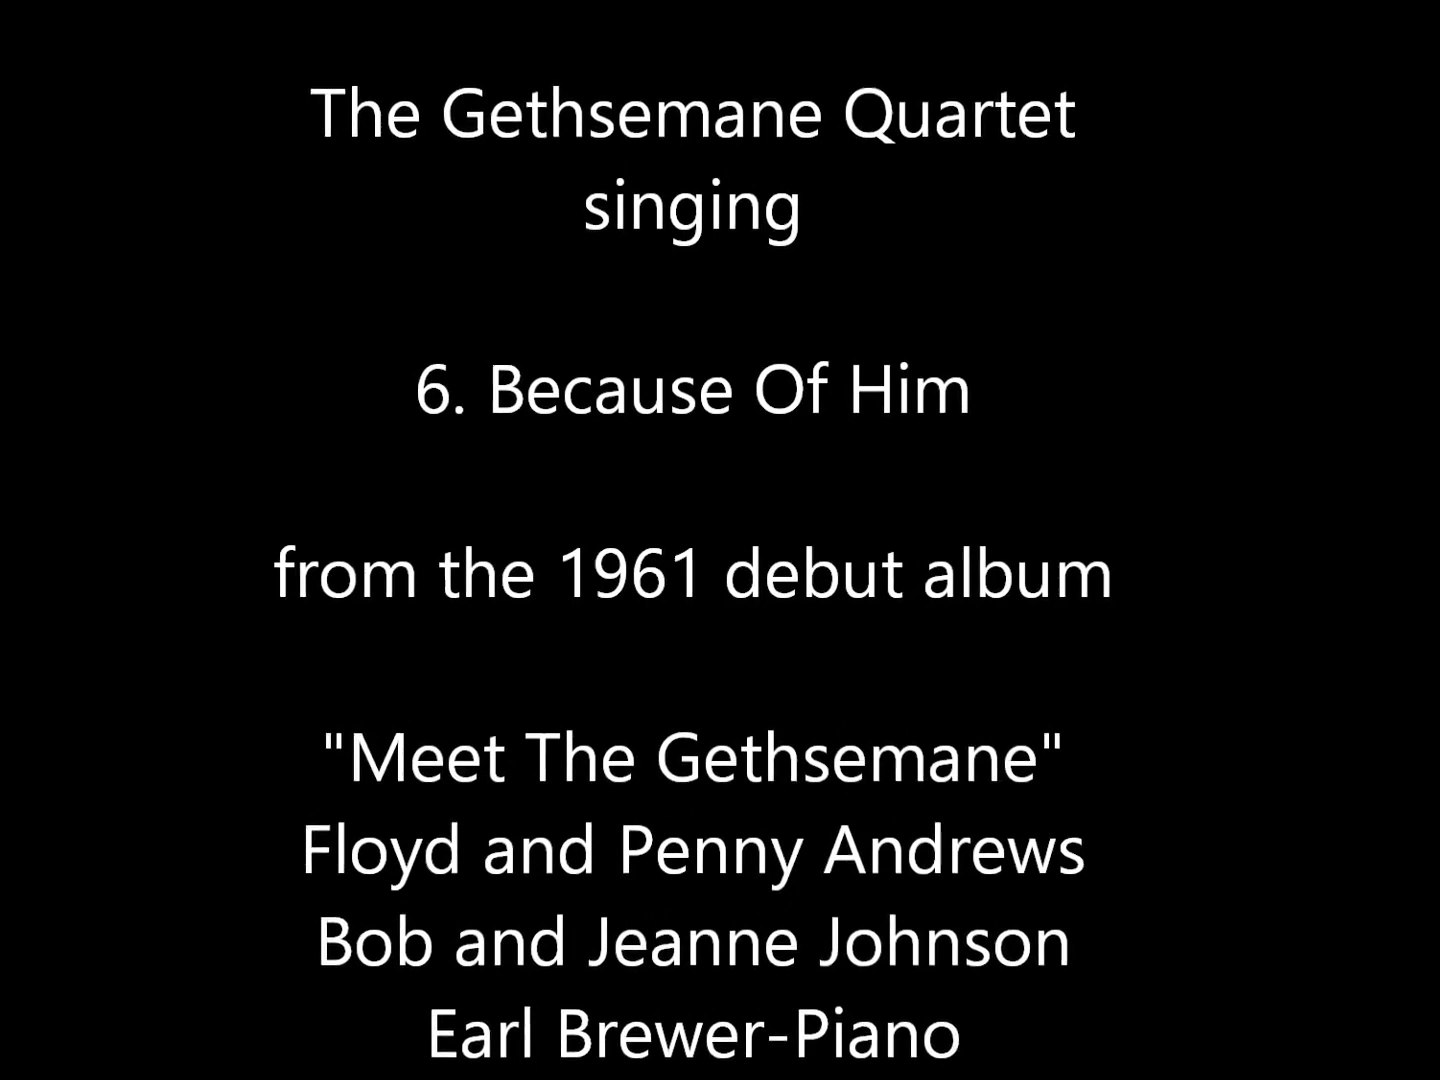 The Gethsemane Quartet
singing
6. Because Of Him
from the 1961 debut album
"Meet The Gethsemane"
Floyd and Penny Andrews
Bob and Jeanne Johnson
Earl Brewer-Piano